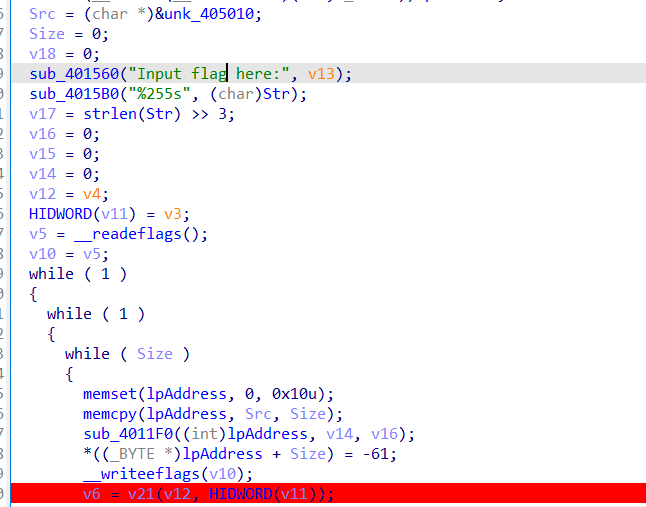 Src = (char *)&unk_405010;
Size = 0;
v18 = 0;
sub_401560("Input flag here:", v13);
sub_4015B0("%255s", (char)Str);
v17 = strlen(Str) >> 3;
v16 = 0;
v15 = 0;
v14 = 0;
v12 = v4;
HIDWORD(v11) = v3;
v5 = __readeflags();
v10 = v5;
while ( 1 )
{
while ( 1 )
{
while ( Size )
{
memset(lpAddress, 0, 0x10u);
memcpy(lpAddress, Src, Size);
sub_4011F0((int)lpAddress, v14, v16);
*((_BYTE *)lpAddress + Size) = -61;
__writeeflags(v10);
v6 = v21(v12, HIDWORD(v11));